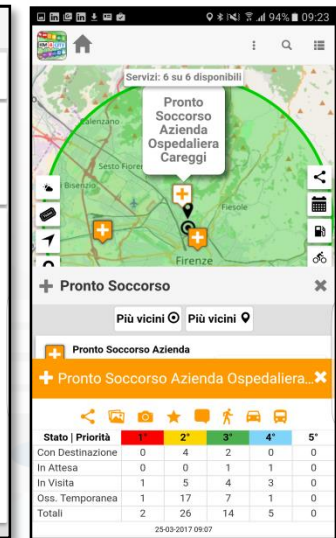 94% 09:23
Servizi: 6 su 6 disponibili
Pronto
Soccorso
Azienda
Ospedaliera
Careggi
Calenzano
Sesto Fiore
Bisenzio
Fiesole
Firenze
Pronto Soccorso
Più vicini Più vicini
Pronto Soccorso Azienda
Pronto Soccorso Azienda Ospedaliera...
Stato | Priorità 1° 2° 3° 4° 5°
Con Destinazione 0 4 2 0 0
In Attesa 0 0 1 1 0
In Visita 1 5 4 3 0
Oss. Temporanea 1 17 7 1 0
Totali 2 26 14 5 0
25-03-2017 09:07